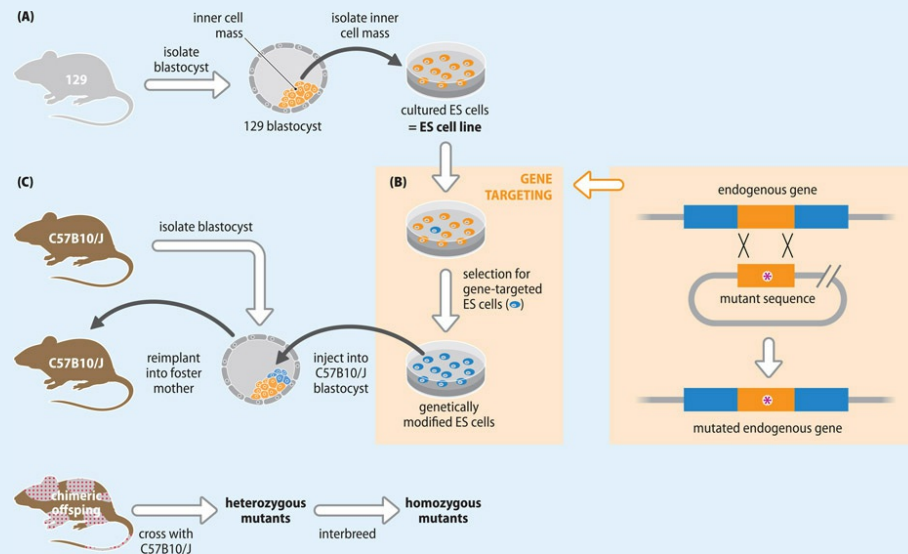 (A)
129
isolate
blastocyst
inner cell
mass
129 blastocyst
isolate inner
cell mass
cultured ES cells
= ES cell line
(C)
C57B10/J
isolate blastocyst
C57B10/J
reimplant
into foster
mother
inject into
C57B10/J
blastocyst
(B)
GENE
TARGETING
selection for
gene-targeted
ES cells ( )
genetically
modified ES cells
endogenous gene
*
mutant sequence
*
mutated endogenous gene
chimeric
offsping
cross with
C57B10/J
heterozygous
mutants
interbreed
homozygous
mutants